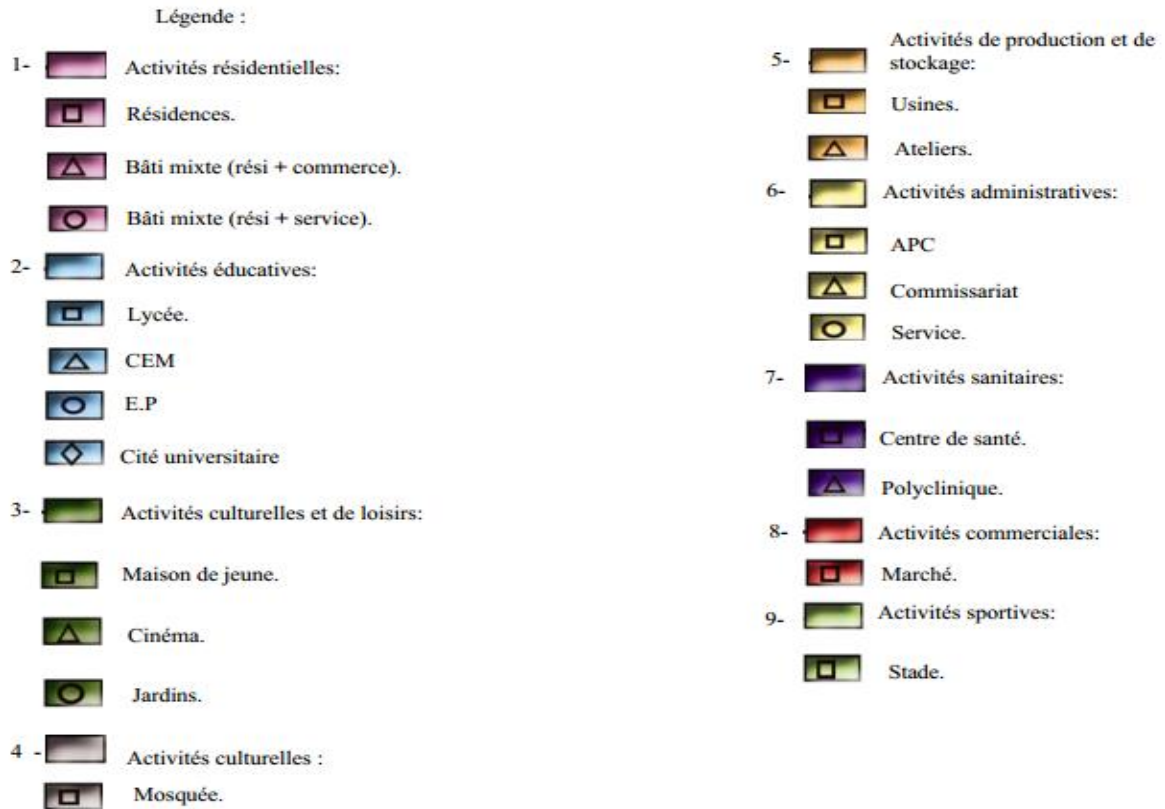 Légende :
1- Activités résidentielles:
Résidences.
Bâti mixte (rési + commerce).
Bâti mixte (rési + service).
2- Activités éducatives:
Lycée.
CEM
E.P
Cité universitaire
3- Activités culturelles et de loisirs:
Maison de jeune.
Cinéma.
Jardins.
4 - Activités culturelles :
Mosquée.
5- Activités de production et de
stockage:
Usines.
Ateliers.
6- Activités administratives:
APC
Commissariat
Service.
7- Activités sanitaires:
Centre de santé.
Polyclinique.
8- Activités commerciales:
Marché.
9- Activités sportives:
Stade.